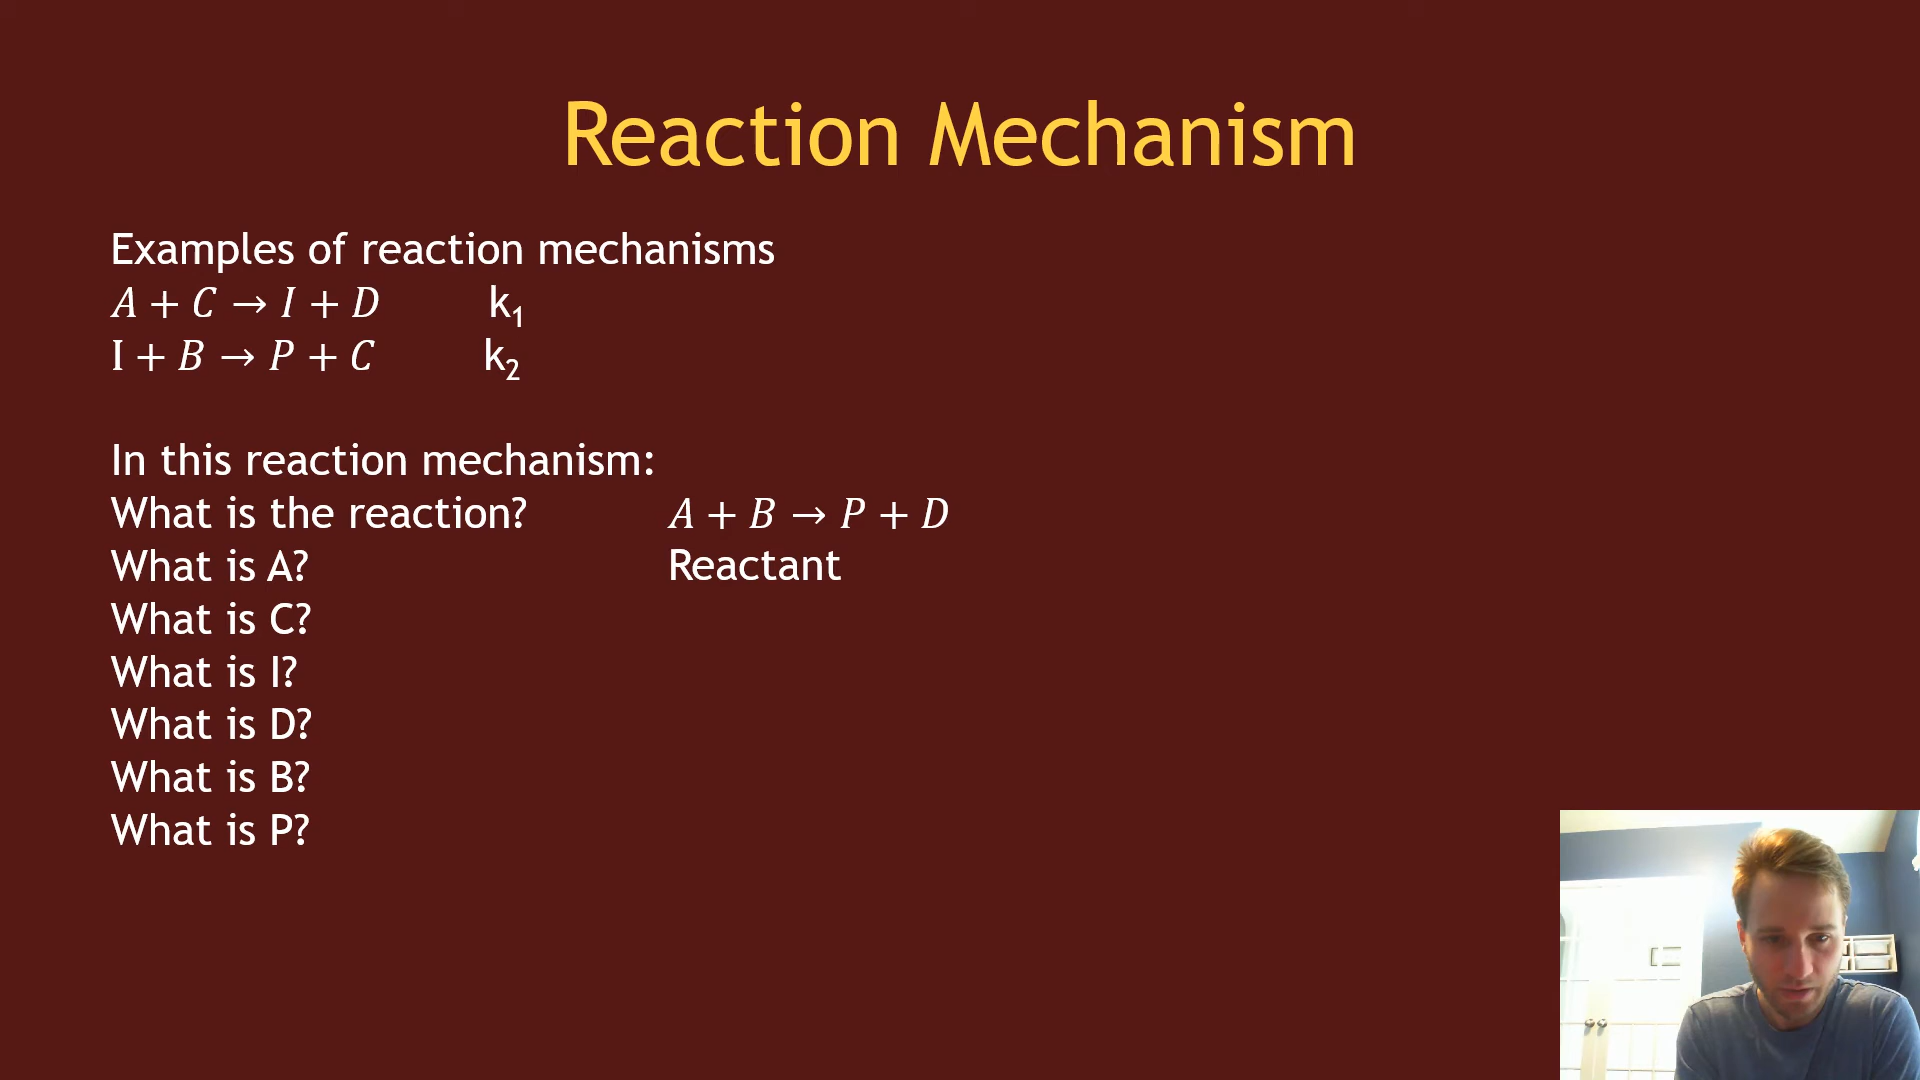 Reaction Mechanism
Examples of reaction mechanisms
A + C → I + D k₁
I + B → P + C k₂
In this reaction mechanism:
What is the reaction? A + B → P + D
What is A? Reactant
What is C?
What is I?
What is D?
What is B?
What is P?